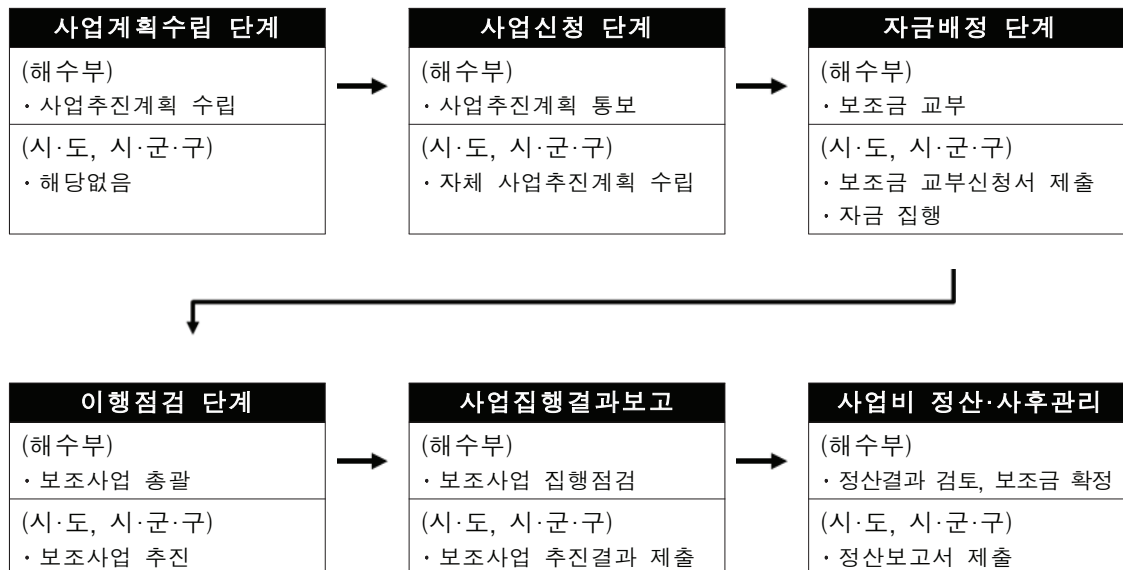 사업계획수립 단계
(해수부)
· 사업추진계획 수립
(시·도, 시·군·구)
· 해당없음
사업신청 단계
(해수부)
· 사업추진계획 통보
(시·도, 시·군·구)
· 자체 사업추진계획 수립
자금배정 단계
(해수부)
· 보조금 교부
(시·도, 시·군·구)
· 보조금 교부신청서 제출
· 자금 집행
이행점검 단계
(해수부)
· 보조사업 총괄
(시·도, 시·군·구)
· 보조사업 추진
사업집행결과보고
(해수부)
· 보조사업 집행점검
(시·도, 시·군·구)
· 보조사업 추진결과 제출
사업비 정산·사후관리
(해수부)
· 정산결과 검토, 보조금 확정
(시·도, 시·군·구)
· 정산보고서 제출